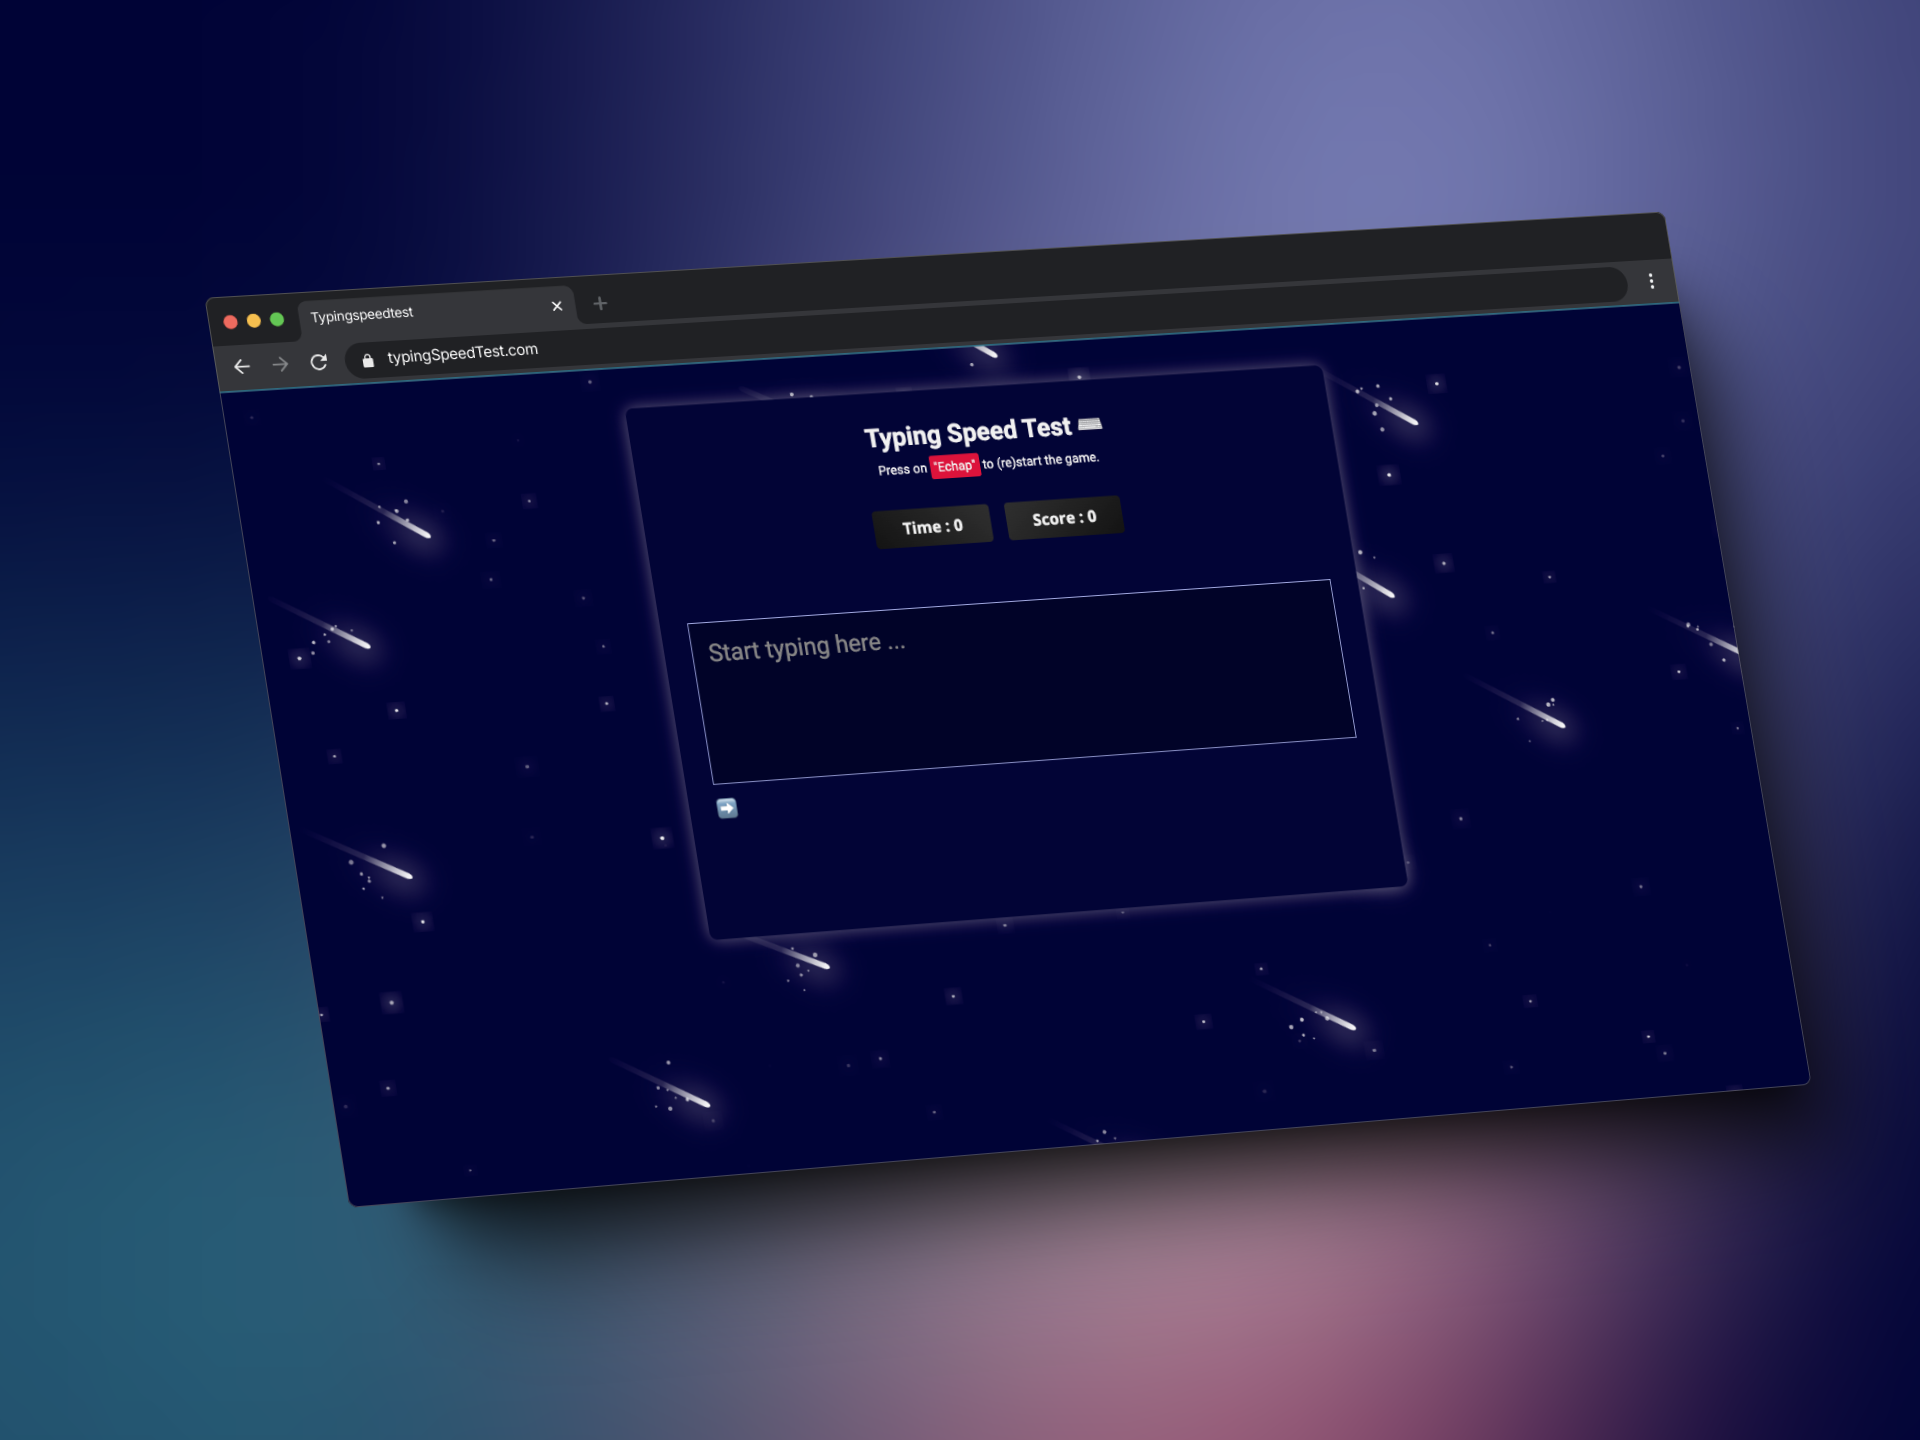 Typingspeedtest
typingSpeedTest.com
Typing Speed Test
Press on "Echap" to (re)start the game.
Time : 0
Score : 0
Start typing here ...